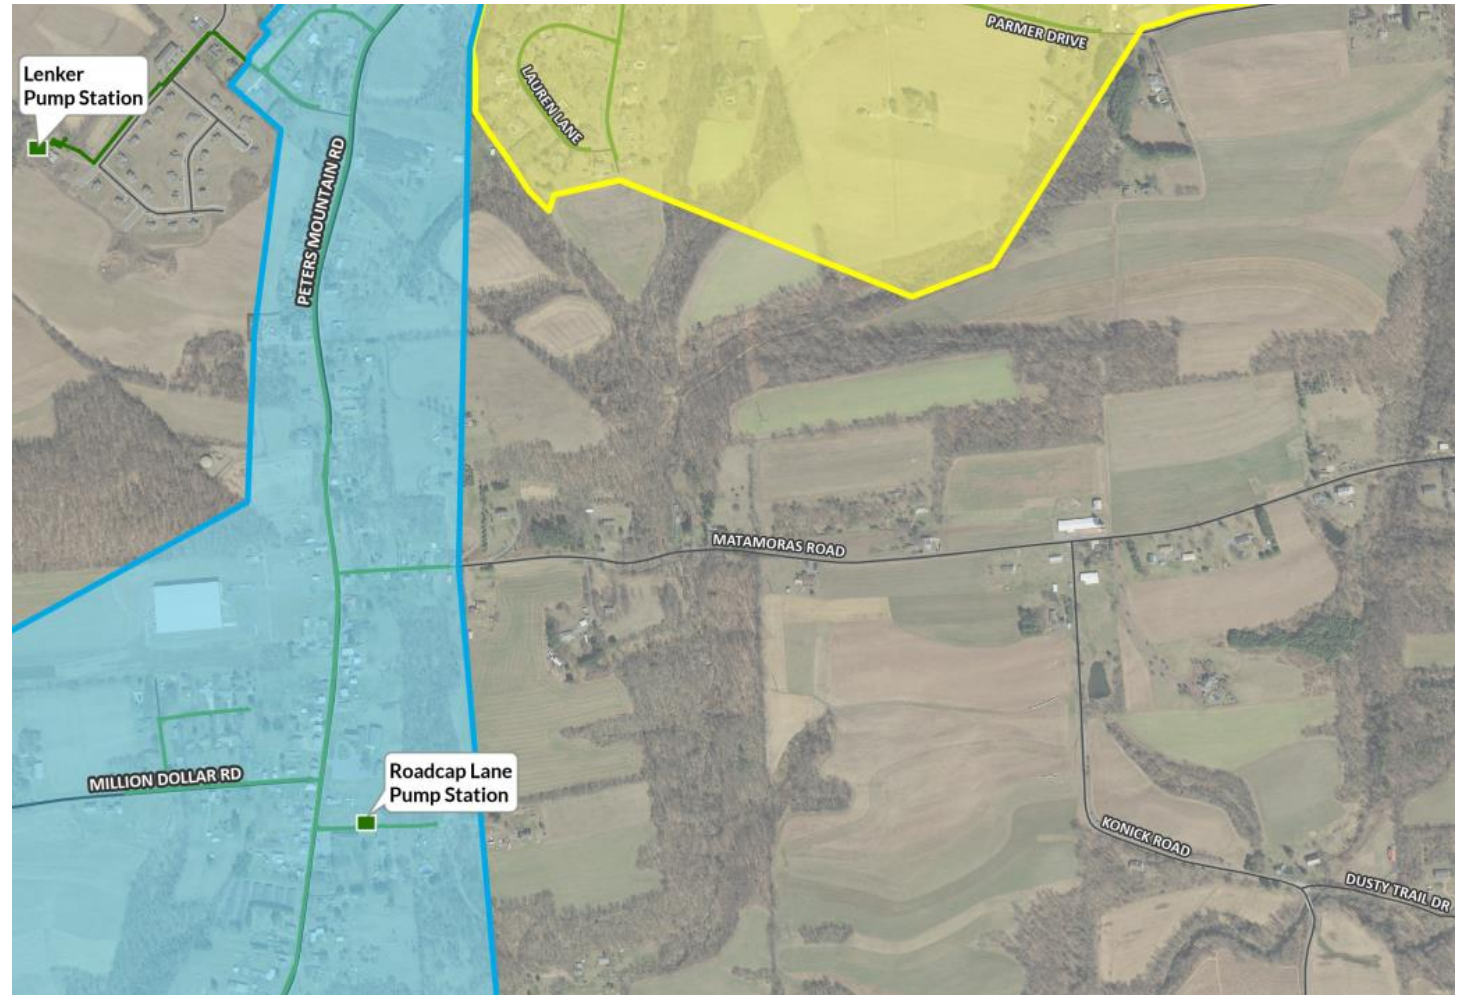 PARMER DRIVE
Lenker
Pump Station
LAUREN LANE
PETERS MOUNTAIN RD
MATAMORAS ROAD
MILLION DOLLAR RD
Roadcap Lane
Pump Station
KONICK ROAD
DUSTY TRAIL DR